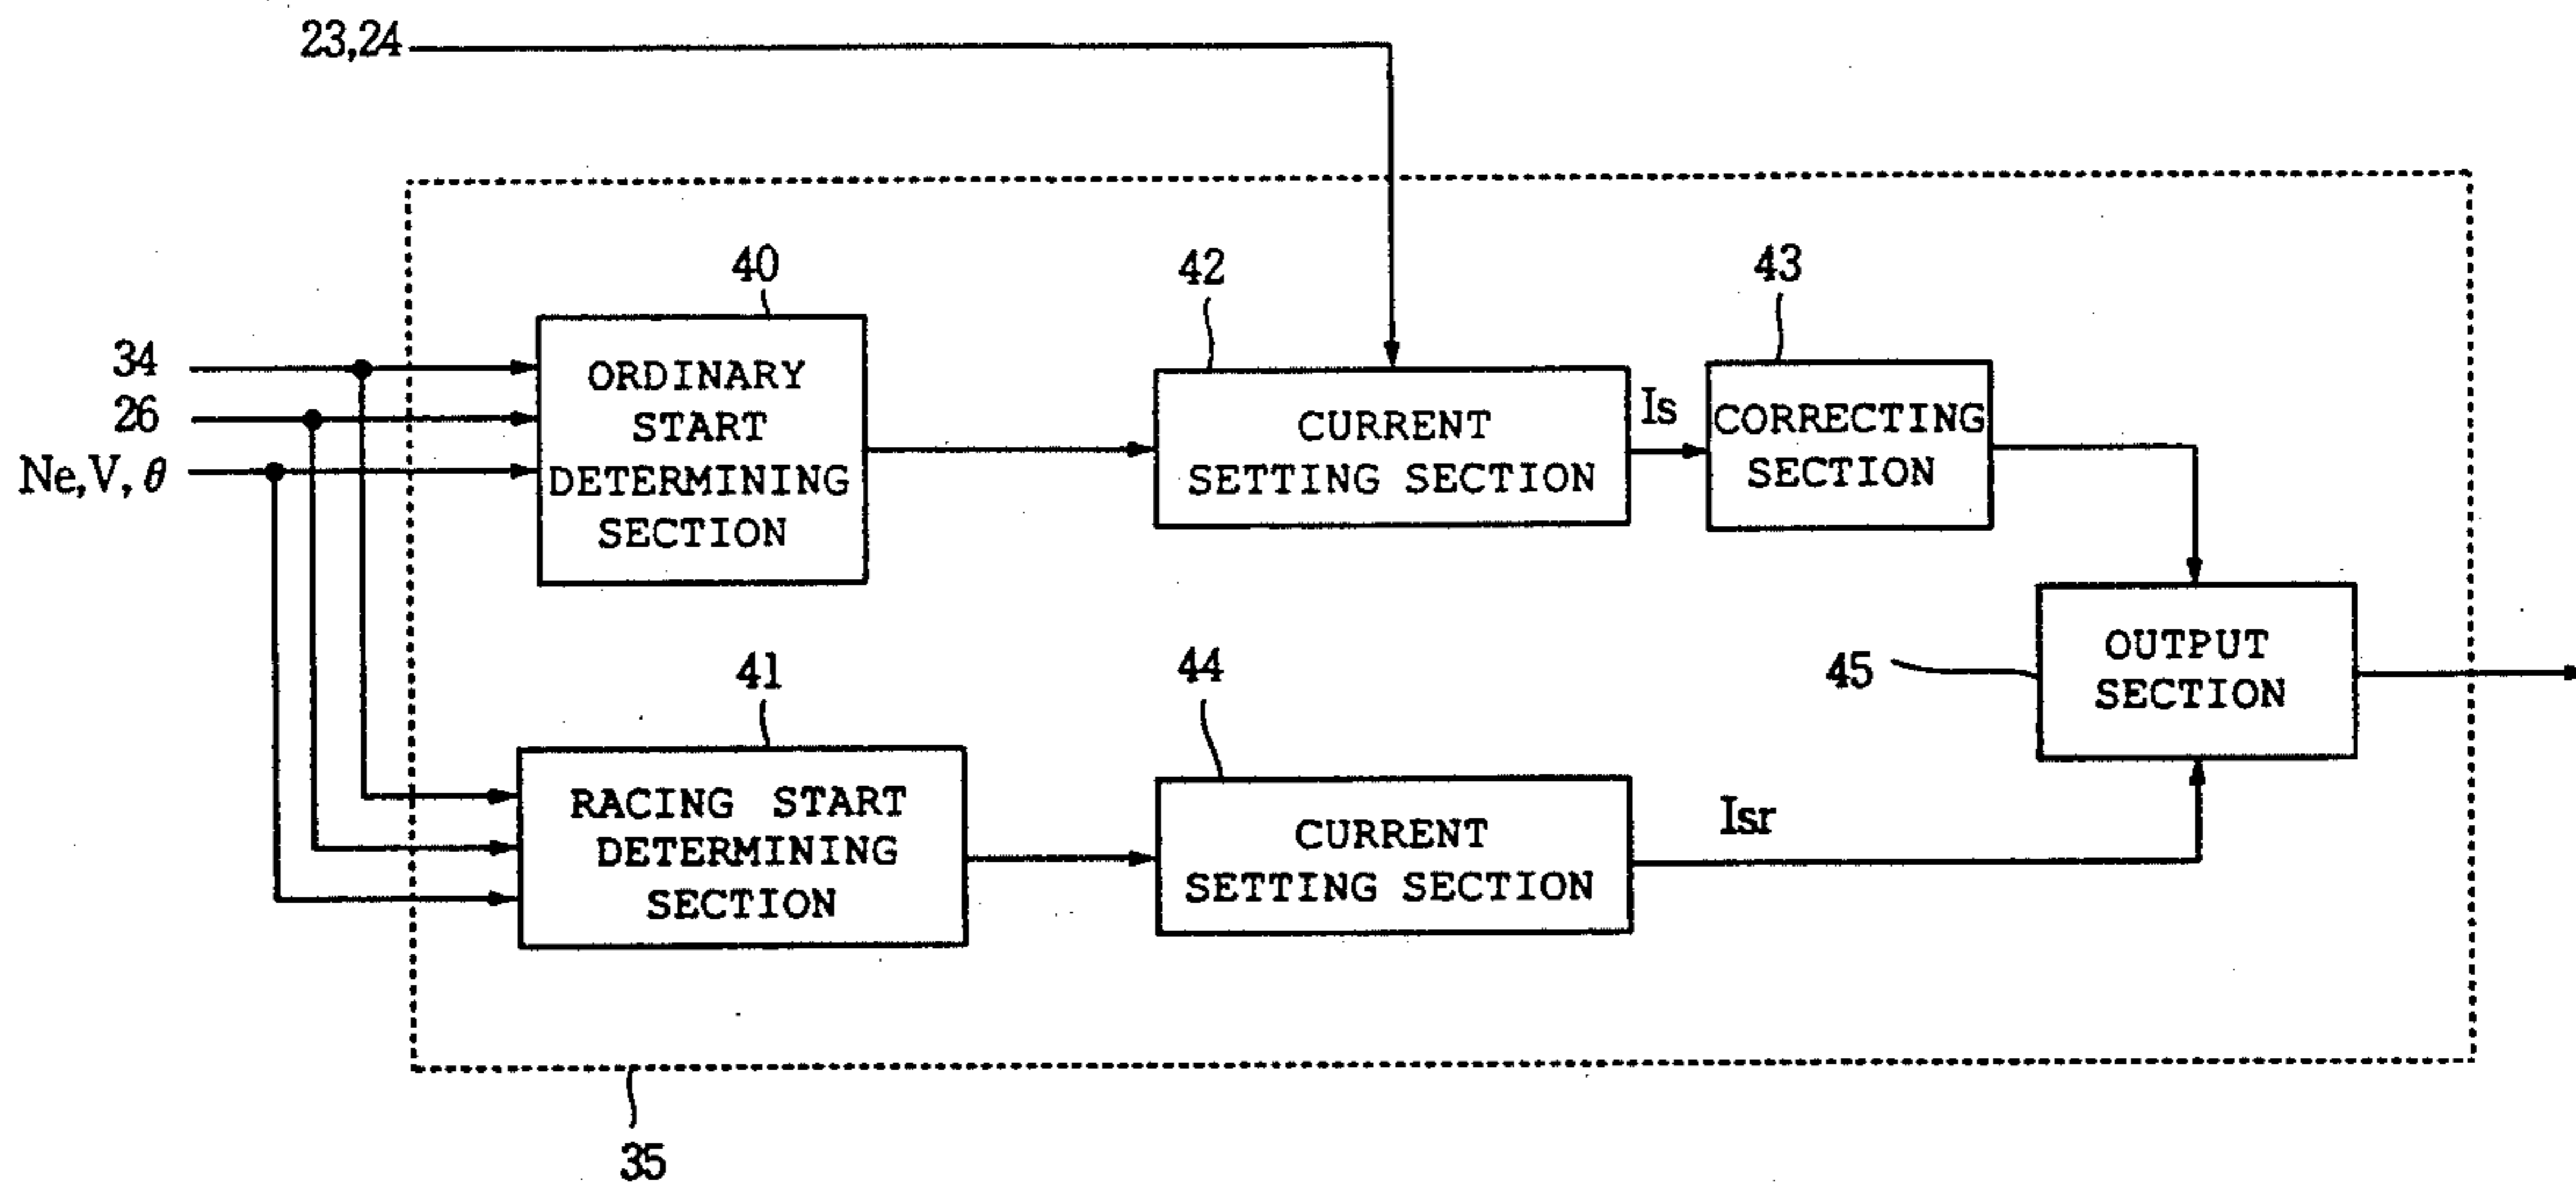 23,24
40
42
43
34
26
Ne,V,θ
ORDINARY
START
DETERMINING
SECTION
CURRENT
SETTING SECTION
Is
CORRECTING
SECTION
41
44
45
OUTPUT
SECTION
RACING START
DETERMINING
SECTION
CURRENT
SETTING SECTION
Isr
35